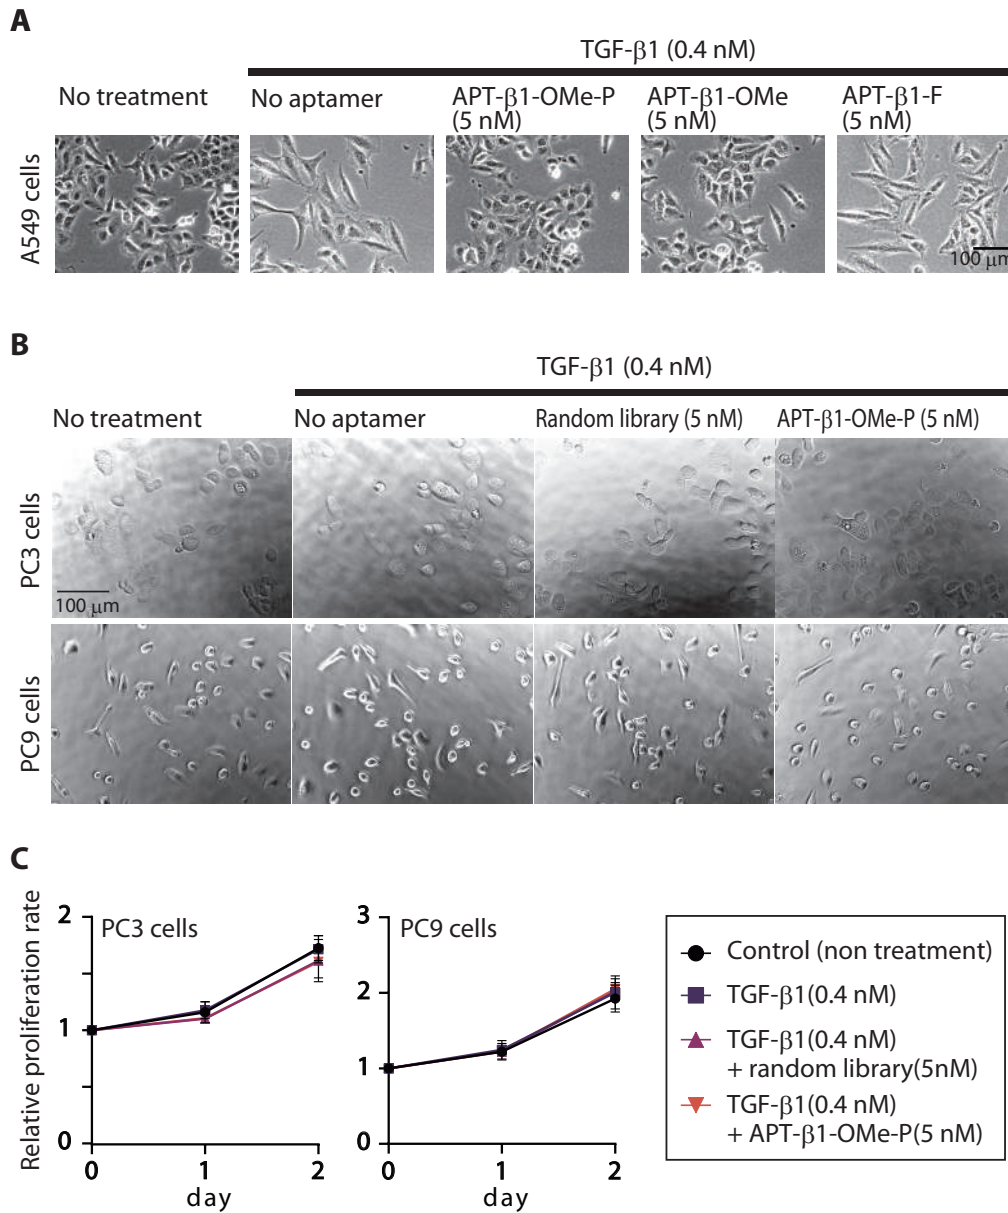 A
TGF-β1 (0.4 nM)
No treatment
No aptamer
APT-β1-OMe-P
(5 nM)
APT-β1-OMe
(5 nM)
APT-β1-F
(5 nM)
A549 cells
100 μm
B
TGF-β1 (0.4 nM)
No treatment
No aptamer
Random library (5 nM)
APT-β1-OMe-P (5 nM)
PC3 cells
100 μm
PC9 cells
C
Relative proliferation rate
2
1
0
PC3 cells
0
1
2
day
3
2
1
0
PC9 cells
0
1
2
day
Control (non treatment)
TGF-β1(0.4 nM)
TGF-β1(0.4 nM)
+ random library(5nM)
TGF-β1(0.4 nM)
+ APT-β1-OMe-P(5 nM)